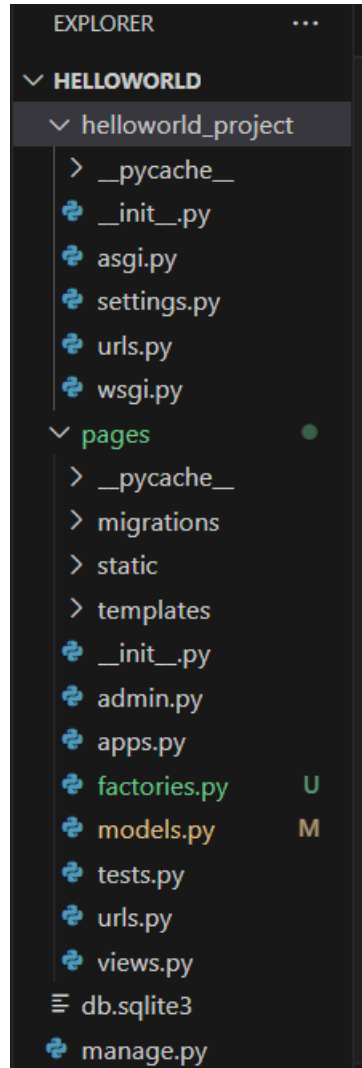 EXPLORER ...
HELLOWORLD
helloworld_project
__pycache__
__init__.py
asgi.py
settings.py
urls.py
wsgi.py
pages
__pycache__
migrations
static
templates
__init__.py
admin.py
apps.py
factories.py U
models.py M
tests.py
urls.py
views.py
db.sqlite3
manage.py